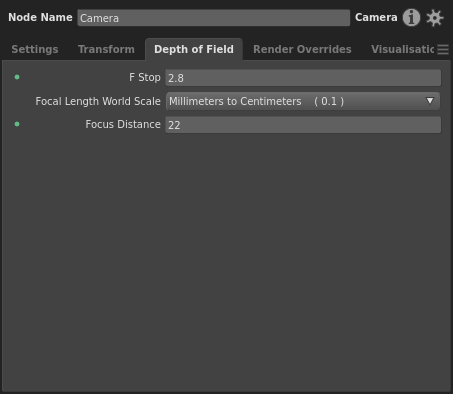 Node Name Camera Camera
Settings Transform Depth of Field Render Overrides Visualisatic
F Stop 2.8
Focal Length World Scale Millimeters to Centimeters ( 0.1 )
Focus Distance 22